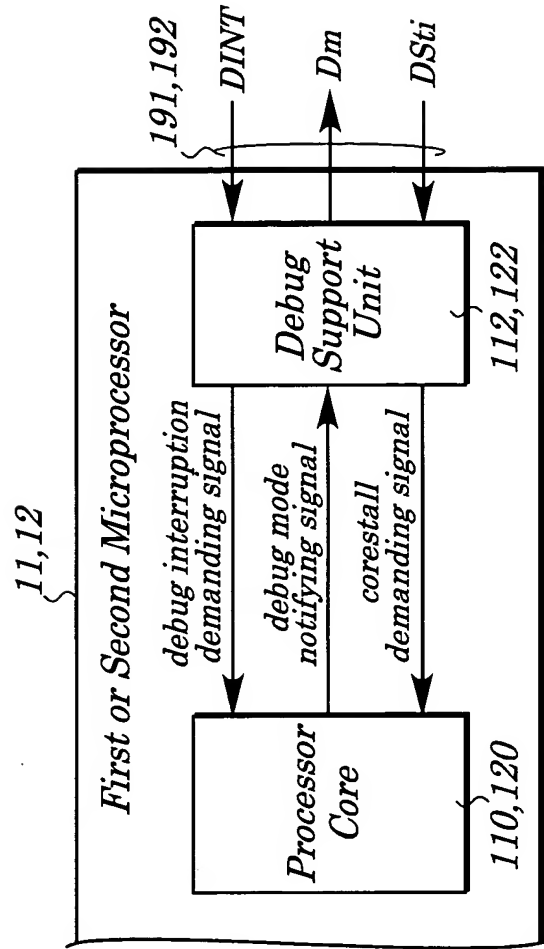 11,12
First or Second Microprocessor
191,192
debug interruption
demanding signal
DINT
Processor
Core
debug mode
notifying signal
Debug
Support
Unit
Dm
corestall
demanding signal
DSti
110,120
112,122